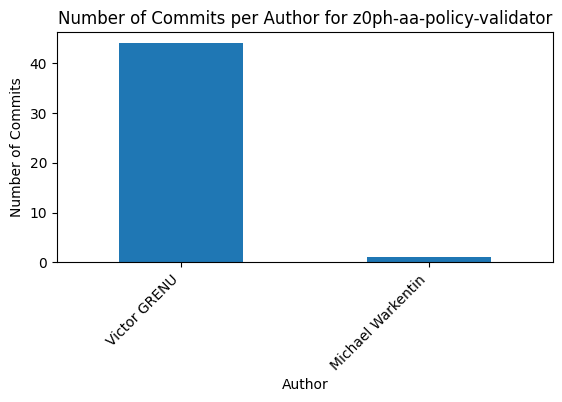 Number of Commits per Author for z0ph-aa-policy-validator
Number of Commits
40
30
20
10
0
Victor GRENU
Michael Warkentin
Author